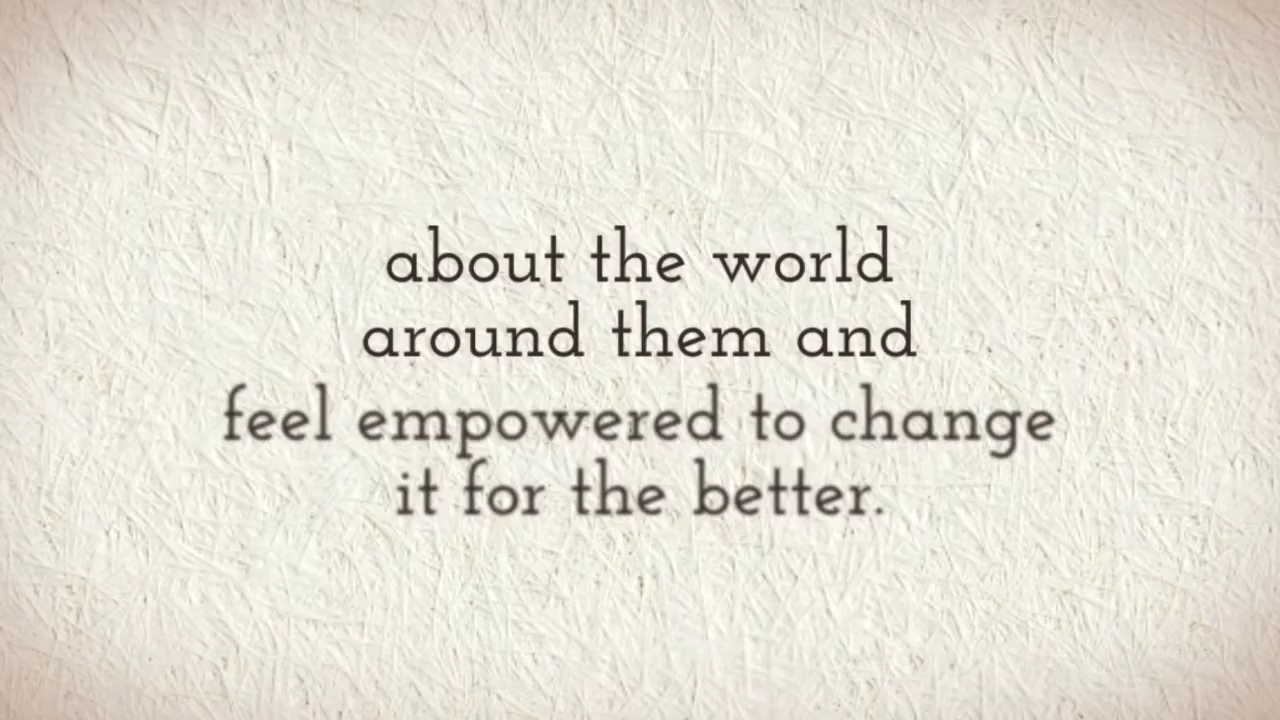 about the world
around them and
feel empowered to change
it for the better.